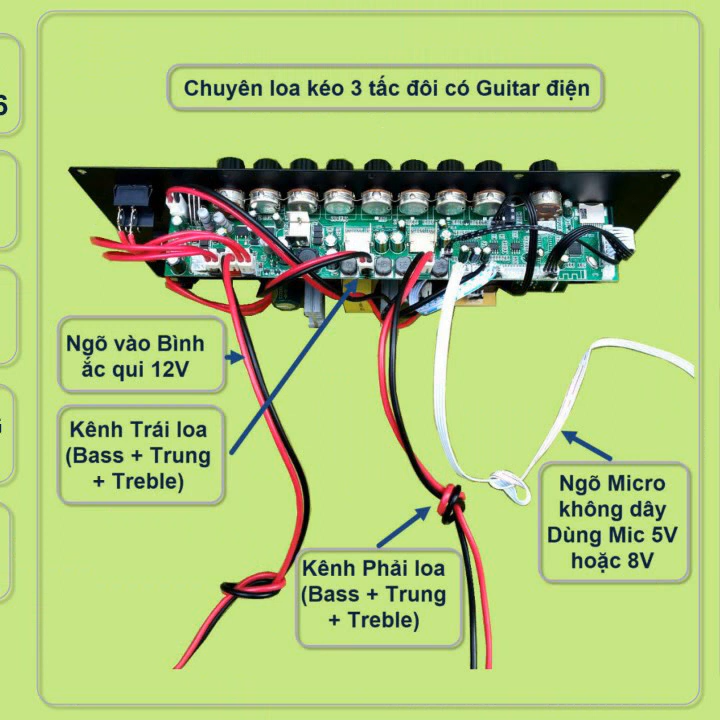 Chuyên loa kéo 3 tấc đôi có Guitar điện
6
Ngõ vào Bình
ắc qui 12V
Kênh Trái loa
(Bass + Trung
+ Treble)
Kênh Phải loa
(Bass + Trung
+ Treble)
Ngõ Micro
không dây
Dùng Mic 5V
hoặc 8V